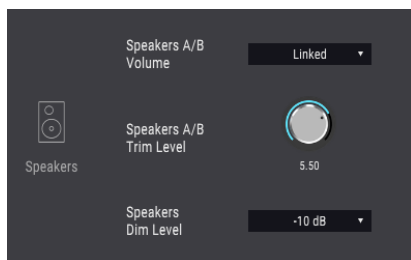 Speakers A/B
Volume
Linked
Speakers
Speakers A/B
Trim Level
5.50
Speakers
Dim Level
-10 dB